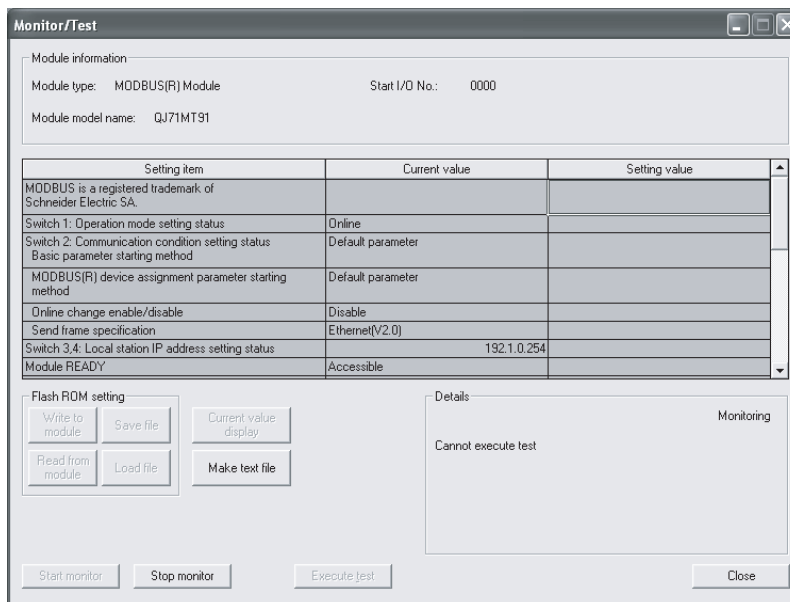 Monitor/Test
Module information
Module type: MODBUS(R) Module Start I/O No.: 0000
Module model name: QJ71MT91
Setting item Current value Setting value
MODBUS is a registered trademark of
Schneider Electric SA.
Switch 1: Operation mode setting status Online
Switch 2: Communication condition setting status Default parameter
Basic parameter starting method
MODBUS(R) device assignment parameter starting Default parameter
method
Online change enable/disable Disable
Send frame specification Ethernet(V2.0)
Switch 3,4: Local station IP address setting status 192.1.0.254
Module READY Accessible
Flash ROM setting
Write to
module
Save file
Current value
display
Read from
module
Load file
Make text file
Details
Monitoring
Cannot execute test
Start monitor Stop monitor Execute test Close